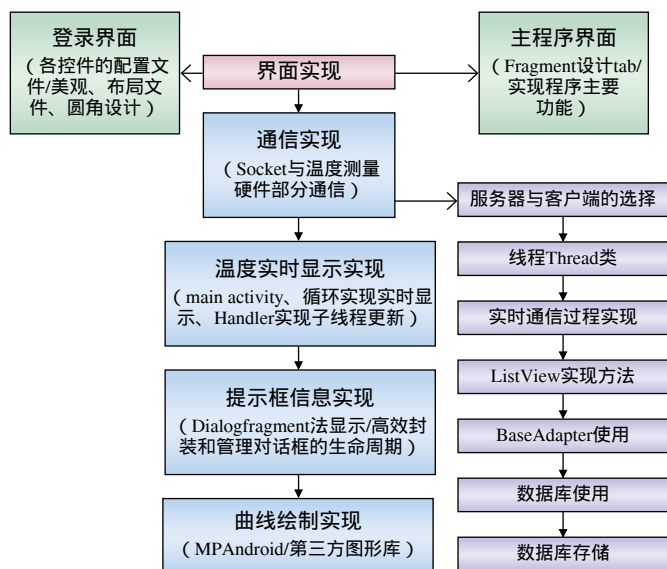 登录界面
（各控件的配置文
件/美观、布局文
件、圆角设计）
界面实现
主程序界面
（Fragment设计tab/
实现程序主要
功能）
通信实现
（Socket与温度测量
硬件部分通信）
温度实时显示实现
（main activity、循环实现实时显
示、Handler实现子线程更新）
提示框信息实现
（Dialogfragment法显示/高效封
装和管理对话框的生命周期）
曲线绘制实现
（MPAndroid/第三方图形库）
服务器与客户端的选择
线程Thread类
实时通信过程实现
ListView实现方法
BaseAdapter使用
数据库使用
数据库存储